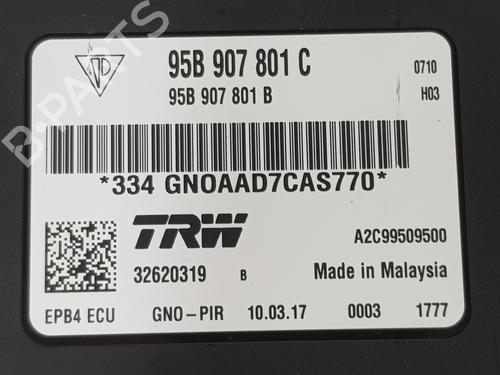 95B 907 801 C
0710
95B 907 801 B
H03
*334 GNOAAD7CAS770*
TRW
A2C99509500
32620319 B
Made in Malaysia
EPB4 ECU
GNO-PIR
10.03.17
0003
1777
B-PARTS